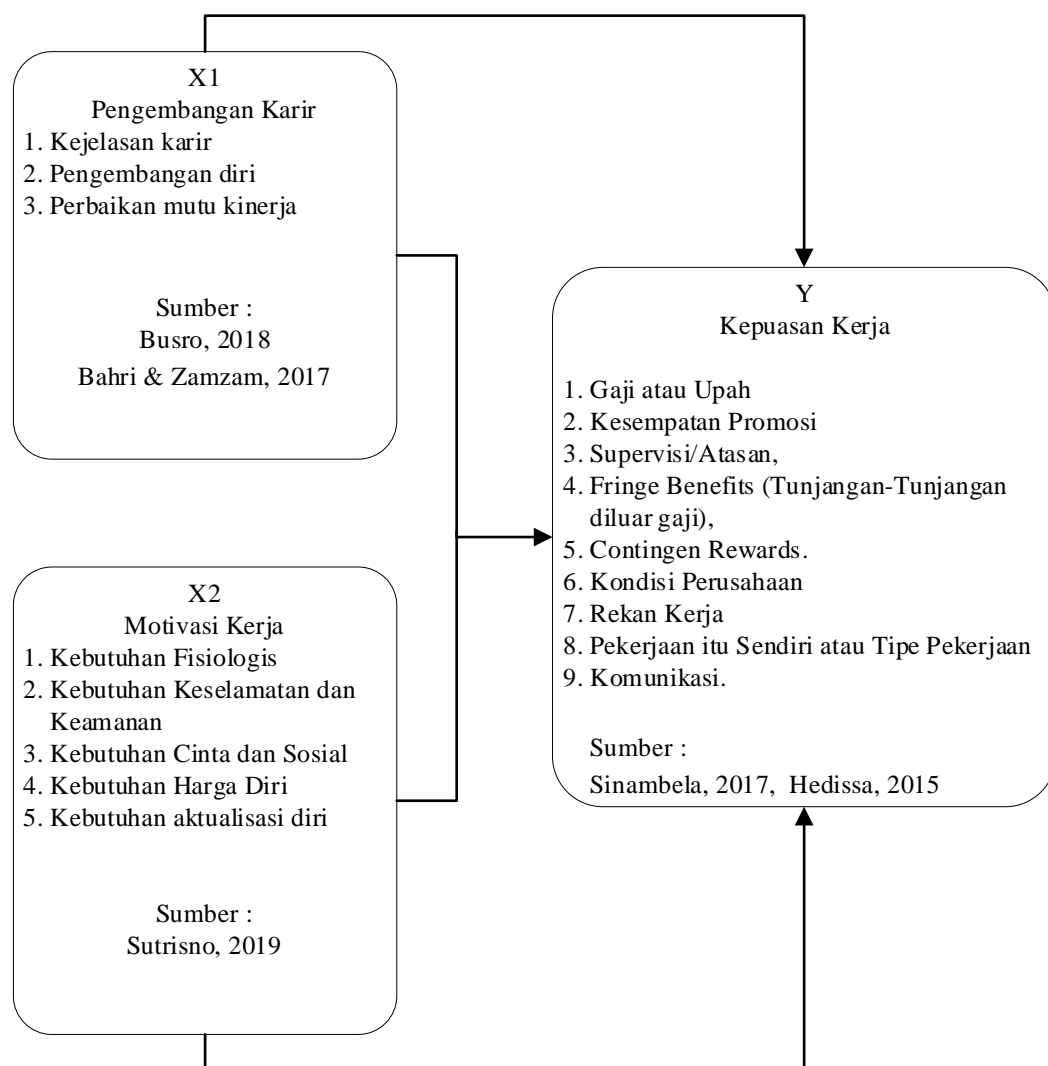 X1
Pengembangan Karir
1. Kejelasan karir
2. Pengembangan diri
3. Perbaikan mutu kinerja
Sumber :
Busro, 2018
Bahri & Zamzam, 2017
X2
Motivasi Kerja
1. Kebutuhan Fisiologis
2. Kebutuhan Keselamatan dan
Keamanan
3. Kebutuhan Cinta dan Sosial
4. Kebutuhan Harga Diri
5. Kebutuhan aktualisasi diri
Sumber :
Sutrisno, 2019
Y
Kepuasan Kerja
1. Gaji atau Upah
2. Kesempatan Promosi
3. Supervisi/Atasan,
4. Fringe Benefits (Tunjangan-Tunjangan
diluar gaji),
5. Contingen Rewards.
6. Kondisi Perusahaan
7. Rekan Kerja
8. Pekerjaan itu Sendiri atau Tipe Pekerjaan
9. Komunikasi.
Sumber :
Sinambela, 2017,  Hedissa, 2015